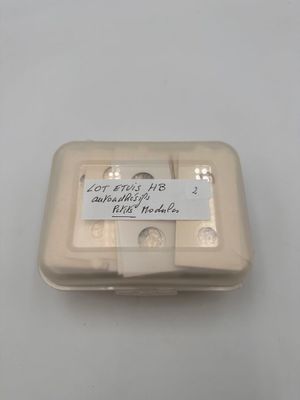 LOT ETUIS HB 2
autoadhésifs
Petits Modules